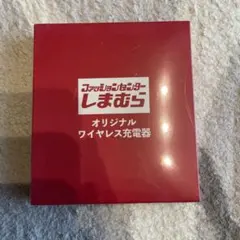 ファッションセンター
しまむら
オリジナル
ワイヤレス充電器